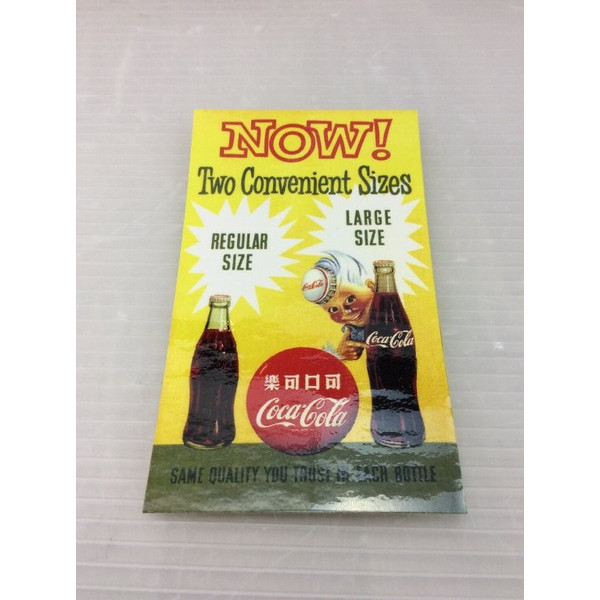 NOW!
Two Convenient Sizes
REGULAR
SIZE
LARGE
SIZE
Coca-Cola
Coca-Cola
樂可口可
Coca-Cola
SAME QUALITY YOU TRUST IN EACH BOTTLE